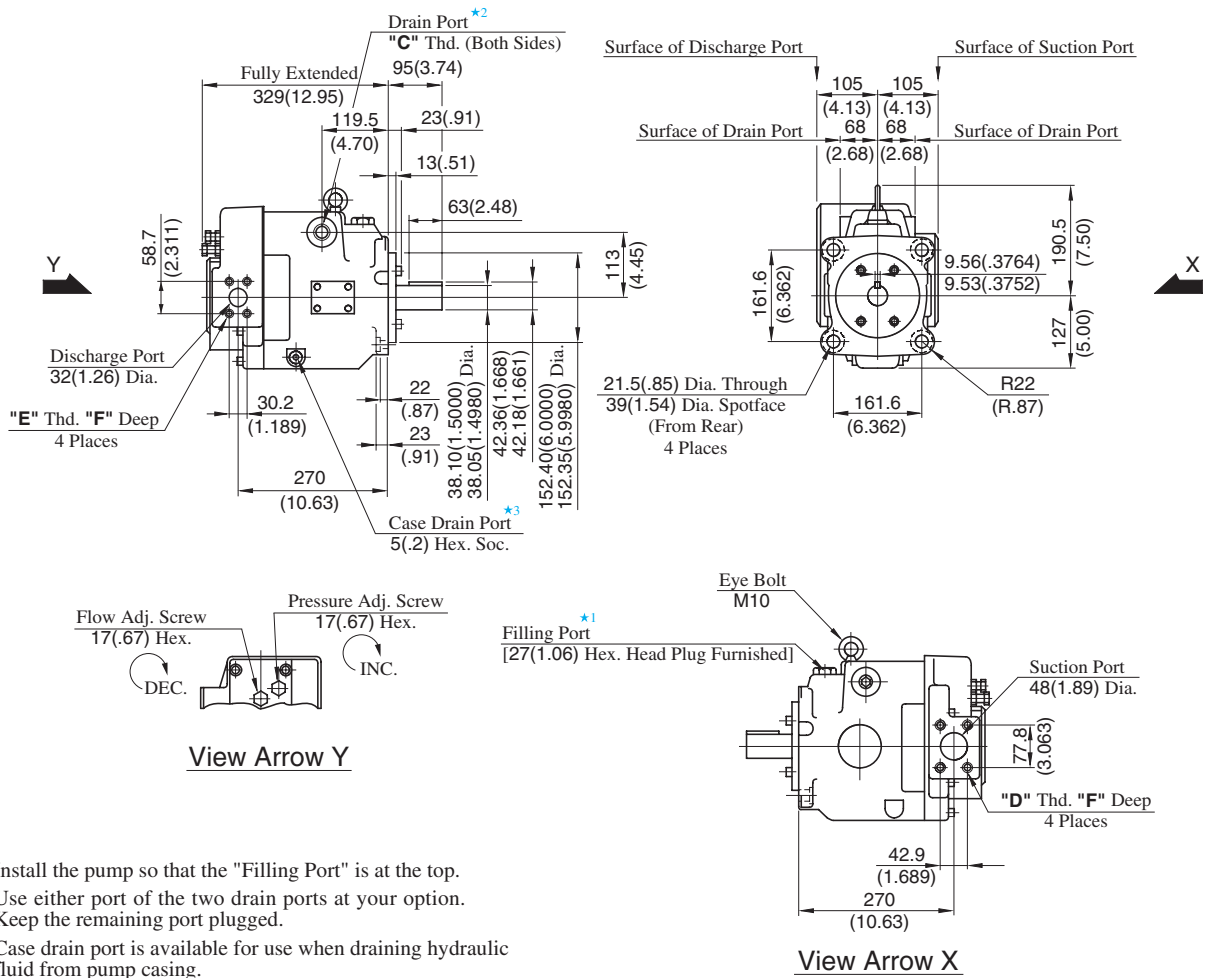 Drain Port ★2
"C" Thd. (Both Sides)
Fully Extended
329(12.95)
95(3.74)
119.5
(4.70)
23(.91)
13(.51)
63(2.48)
58.7
(2.311)
113
(4.45)
Y
Discharge Port
32(1.26) Dia.
"E" Thd. "F" Deep
4 Places
30.2
(1.189)
22
(.87)
23
(.91)
270
(10.63)
38.10(1.5000)
38.05(1.4980) Dia.
42.36(1.668)
42.18(1.661)
152.40(6.0000)
152.35(5.9980) Dia.
Case Drain Port ★3
5(.2) Hex. Soc.
Surface of Discharge Port
Surface of Suction Port
105
(4.13)
105
(4.13)
Surface of Drain Port
68
(2.68)
68
(2.68)
Surface of Drain Port
190.5
(7.50)
9.56(.3764)
9.53(.3752)
X
161.6
(6.362)
127
(5.00)
21.5(.85) Dia. Through
39(1.54) Dia. Spotface
(From Rear)
4 Places
161.6
(6.362)
R22
(R.87)
Flow Adj. Screw
17(.67) Hex.
Pressure Adj. Screw
17(.67) Hex.
DEC.
INC.
View Arrow Y
Eye Bolt
M10
★1
Filling Port
[27(1.06) Hex. Head Plug Furnished]
Suction Port
48(1.89) Dia.
77.8
(3.063)
"D" Thd. "F" Deep
4 Places
42.9
(1.689)
270
(10.63)
View Arrow X
nstall the pump so that the "Filling Port" is at the top.
Use either port of the two drain ports at your option.
Keep the remaining port plugged.
Case drain port is available for use when draining hydraulic
fluid from pump casing.